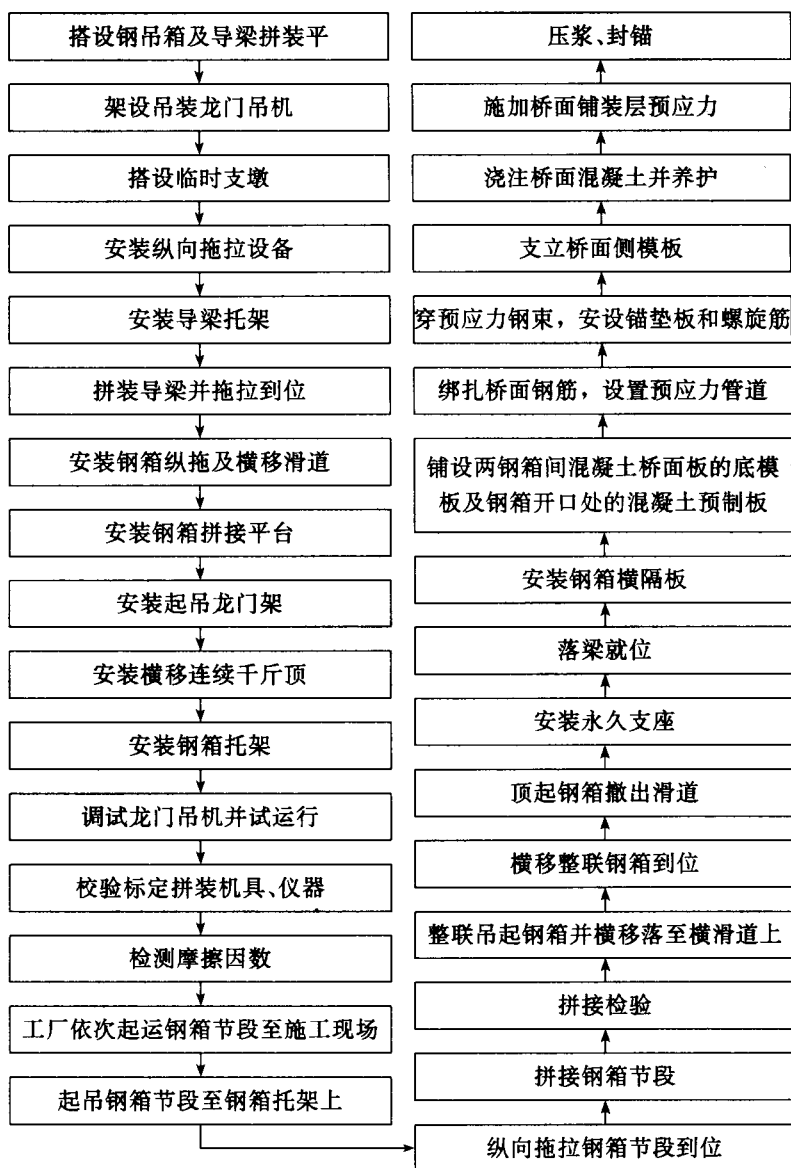 搭设钢吊箱及导梁拼装平
架设吊装龙门吊机
搭设临时支墩
安装纵向拖拉设备
安装导梁托架
拼装导梁并拖拉到位
安装钢箱纵拖及横移滑道
安装钢箱拼接平台
安装起吊龙门架
安装横移连续千斤顶
安装钢箱托架
调试龙门吊机并试运行
校验标定拼装机具、仪器
检测摩擦因数
工厂依次起运钢箱节段至施工现场
起吊钢箱节段至钢箱托架上
纵向拖拉钢箱节段到位
拼接钢箱节段
拼接检验
整联吊起钢箱并横移落至横滑道上
横移整联钢箱到位
顶起钢箱撤出滑道
安装永久支座
落梁就位
安装钢箱横隔板
铺设两钢箱间混凝土桥面板的底模
板及钢箱开口处的混凝土预制板
绑扎桥面钢筋，设置预应力管道
穿预应力钢束，安设锚垫板和螺旋筋
支立桥面侧模板
浇注桥面混凝土并养护
施加桥面铺装层预应力
压浆、封锚